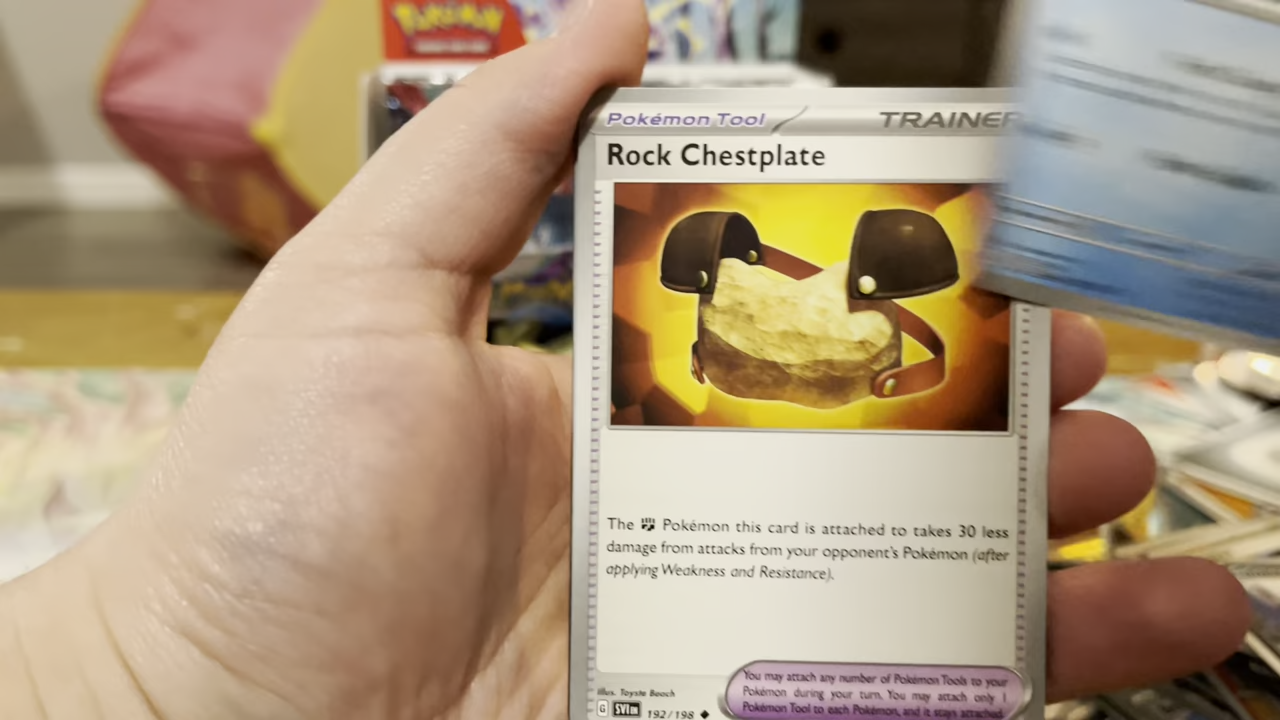 Pokémon
Pokémon Tool
TRAINER
Rock Chestplate
The Pokémon this card is attached to takes 30 less
damage from attacks from your opponent's Pokémon (after
applying Weakness and Resistance).
You may attach any number of Pokémon Tools to your
Pokémon during your turn. You may attach only 1
Pokémon Tool to each Pokémon, and it stays attached.
Illus. Toyste Beach
G SVI EN
192/198